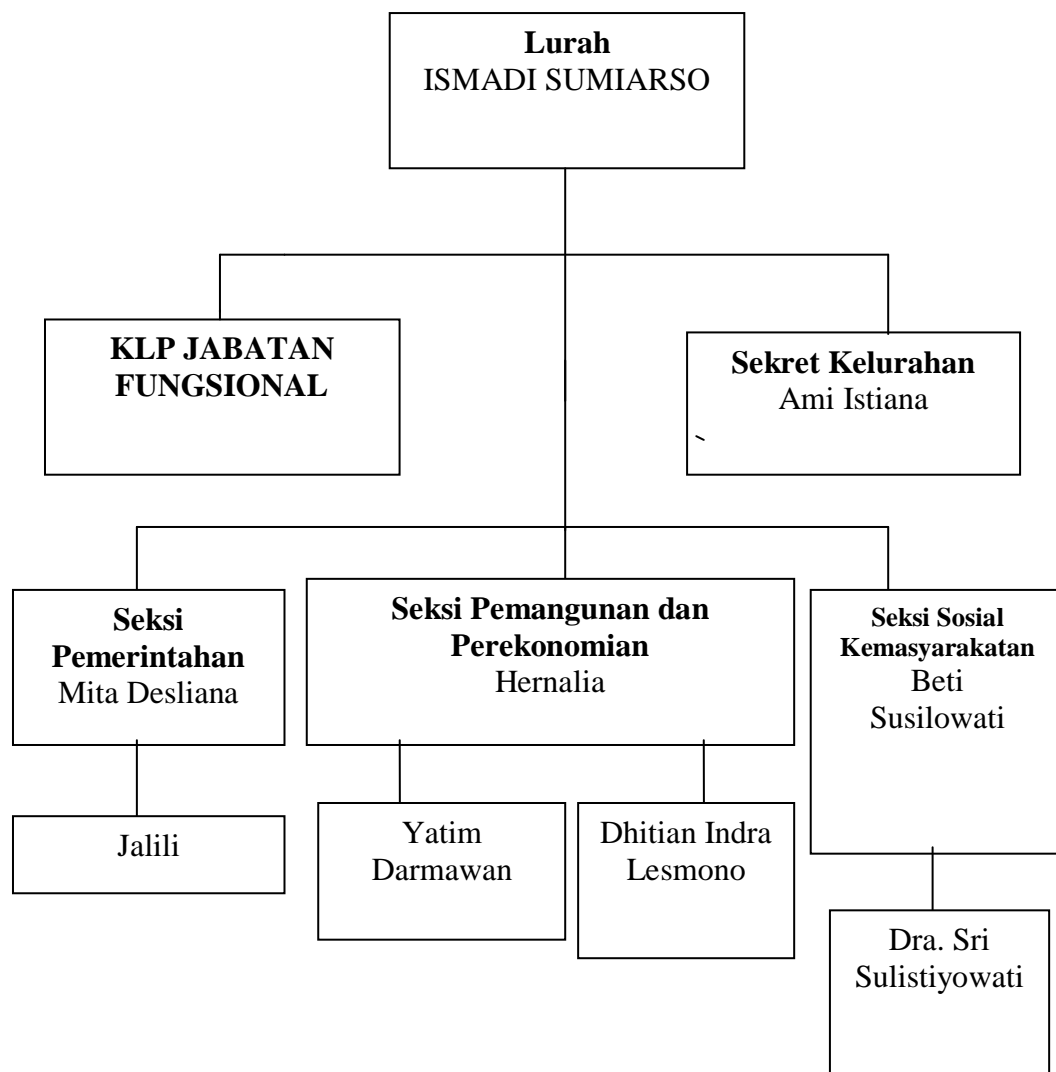 Lurah
ISMADI SUMIARSO
KLP JABATAN
FUNGSIONAL
Sekret Kelurahan
Ami Istiana
Seksi
Pemerintahan
Mita Desliana
Seksi Pemangunan dan
Perekonomian
Hernalia
Seksi Sosial
Kemasyarakatan
Beti
Susilowati
Jalili
Yatim
Darmawan
Dhitian Indra
Lesmono
Dra. Sri
Sulistiyowati